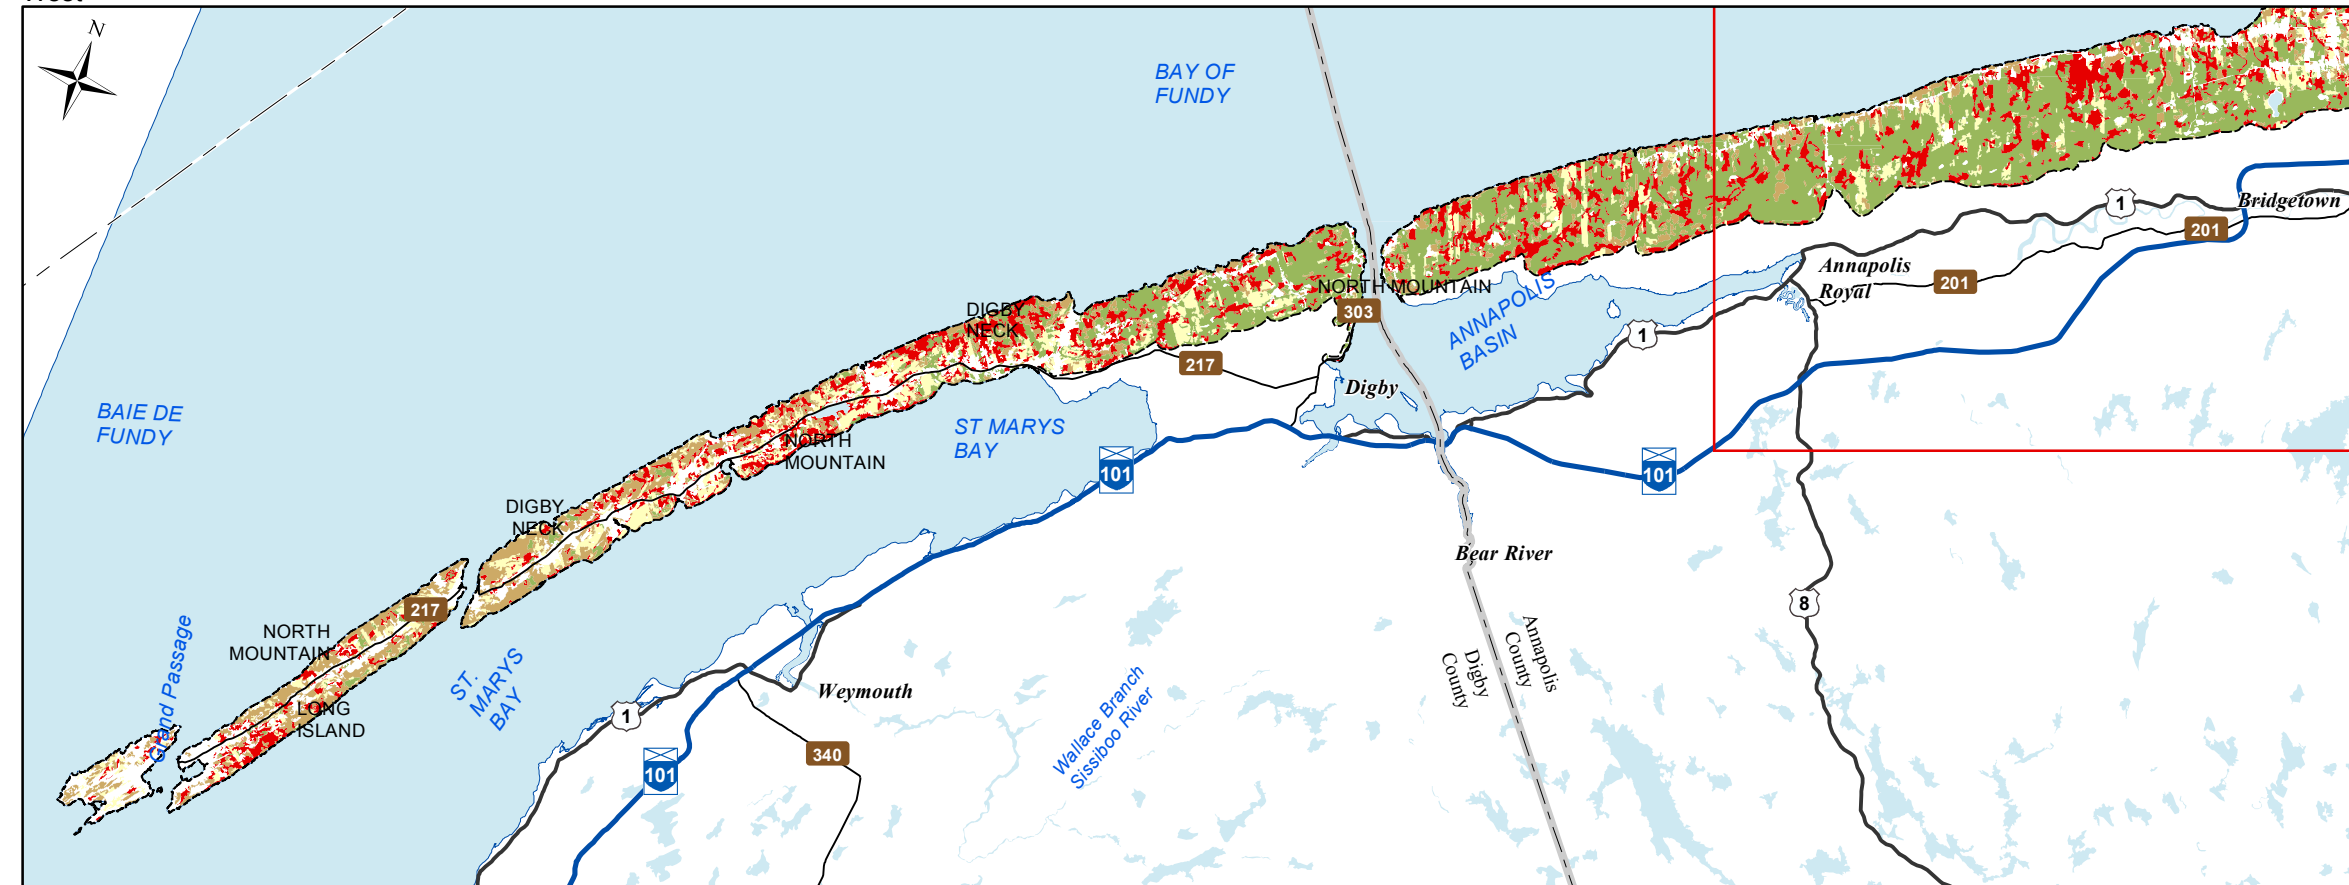 N
BAY OF
FUNDY
1
Bridgetown
201
Annapolis
Royal
201
NORTH MOUNTAIN
303
ANNAPOLIS
BASIN
1
DIGBY
NECK
217
Digby
BAIE DE
FUNDY
ST MARYS
BAY
NORTH
MOUNTAIN
101
101
DIGBY
NECK
Bear River
217
8
NORTH
MOUNTAIN
Grand Passage
ST.
MARYS
BAY
Annapolis
County
Digby
County
Weymouth
Wallace Branch
Sissiboo River
LONG
ISLAND
1
340
101